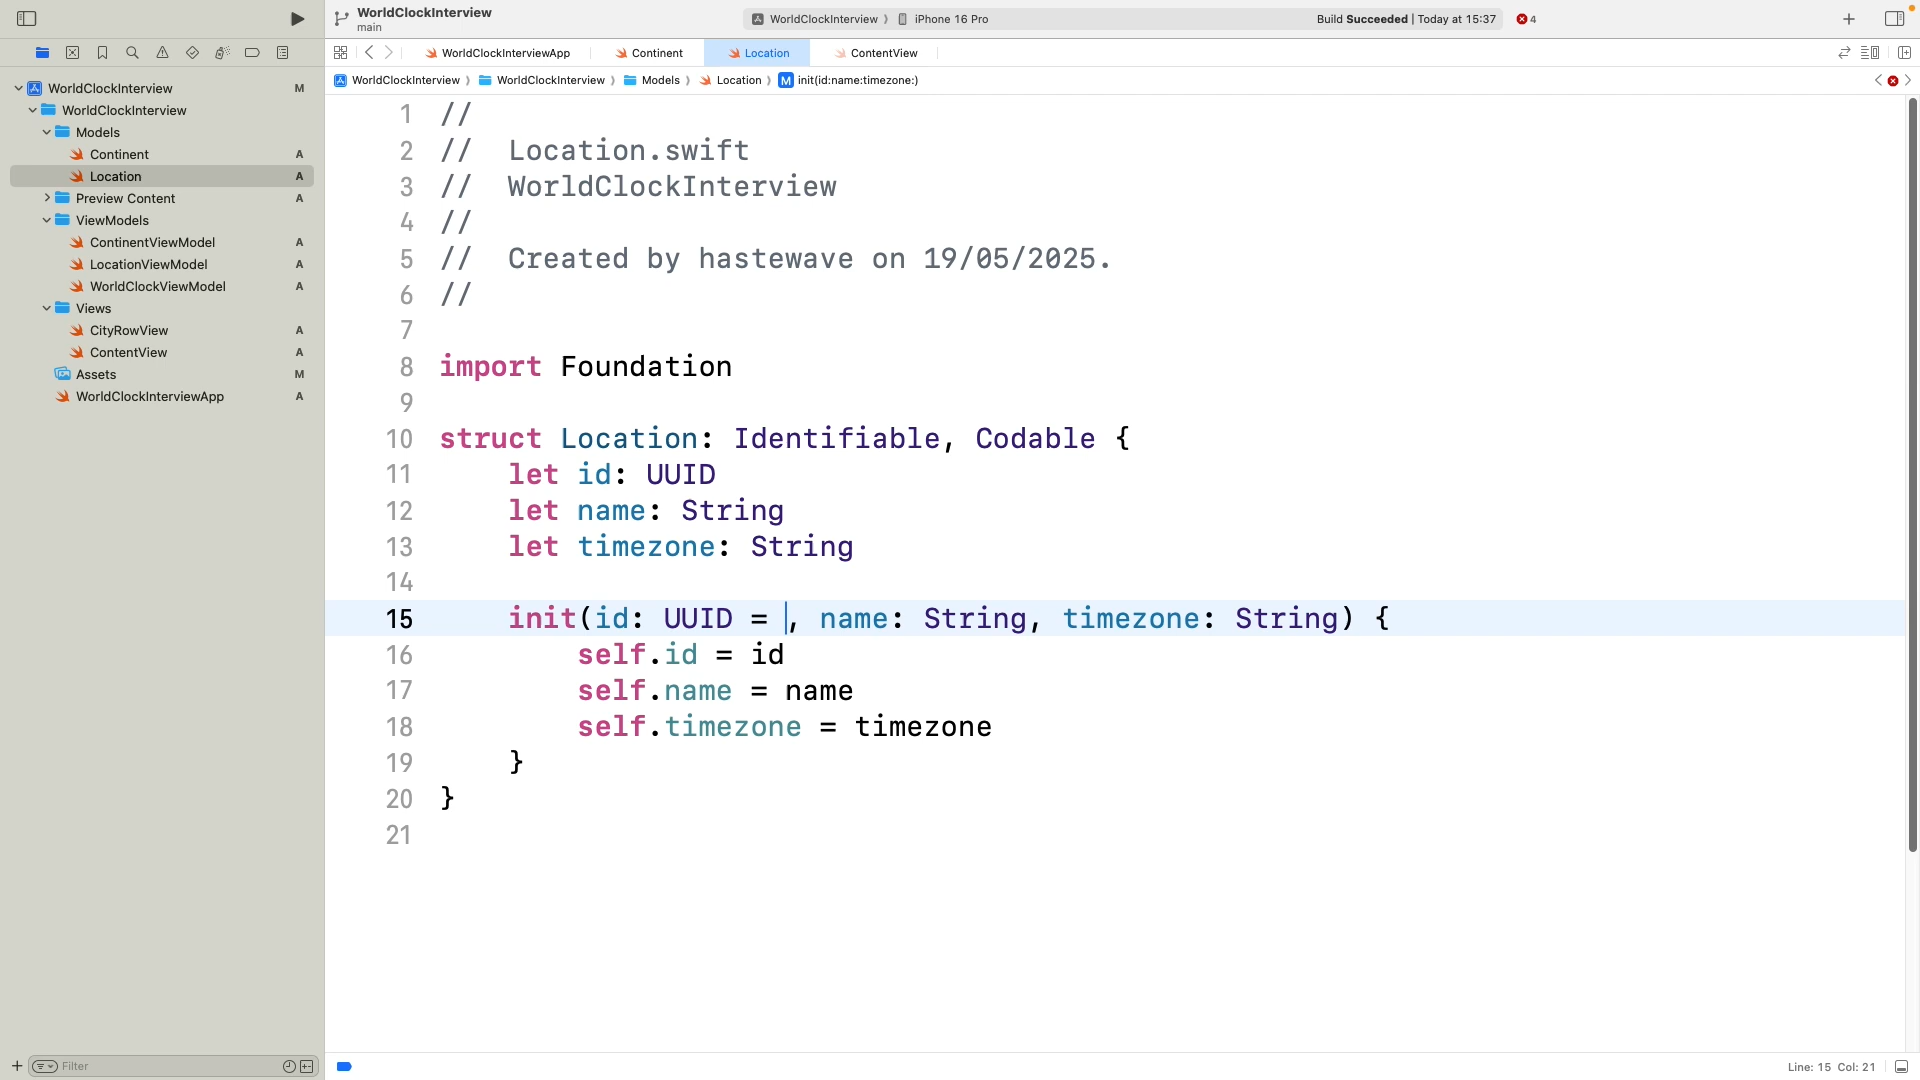 WorldClockInterview
main
WorldClockInterview 〉 iPhone 16 Pro
Build Succeeded | Today at 15:37
4
WorldClockInterviewApp
Continent
Location
ContentView
WorldClockInterview 〉 WorldClockInterview 〉 Models 〉 Location 〉 M init(id:name:timezone:)
WorldClockInterview M
WorldClockInterview
Models
Continent A
Location A
Preview Content A
ViewModels
ContinentViewModel A
LocationViewModel A
WorldClockViewModel A
Views
CityRowView A
ContentView A
Assets M
WorldClockInterviewApp A
Filter
1 //
2 //  Location.swift
3 //  WorldClockInterview
4 //
5 //  Created by hastewave on 19/05/2025.
6 //
7
8 import Foundation
9
10 struct Location: Identifiable, Codable {
11     let id: UUID
12     let name: String
13     let timezone: String
14
15     init(id: UUID = , name: String, timezone: String) {
16         self.id = id
17         self.name = name
18         self.timezone = timezone
19     }
20 }
21
Line: 15 Col: 21